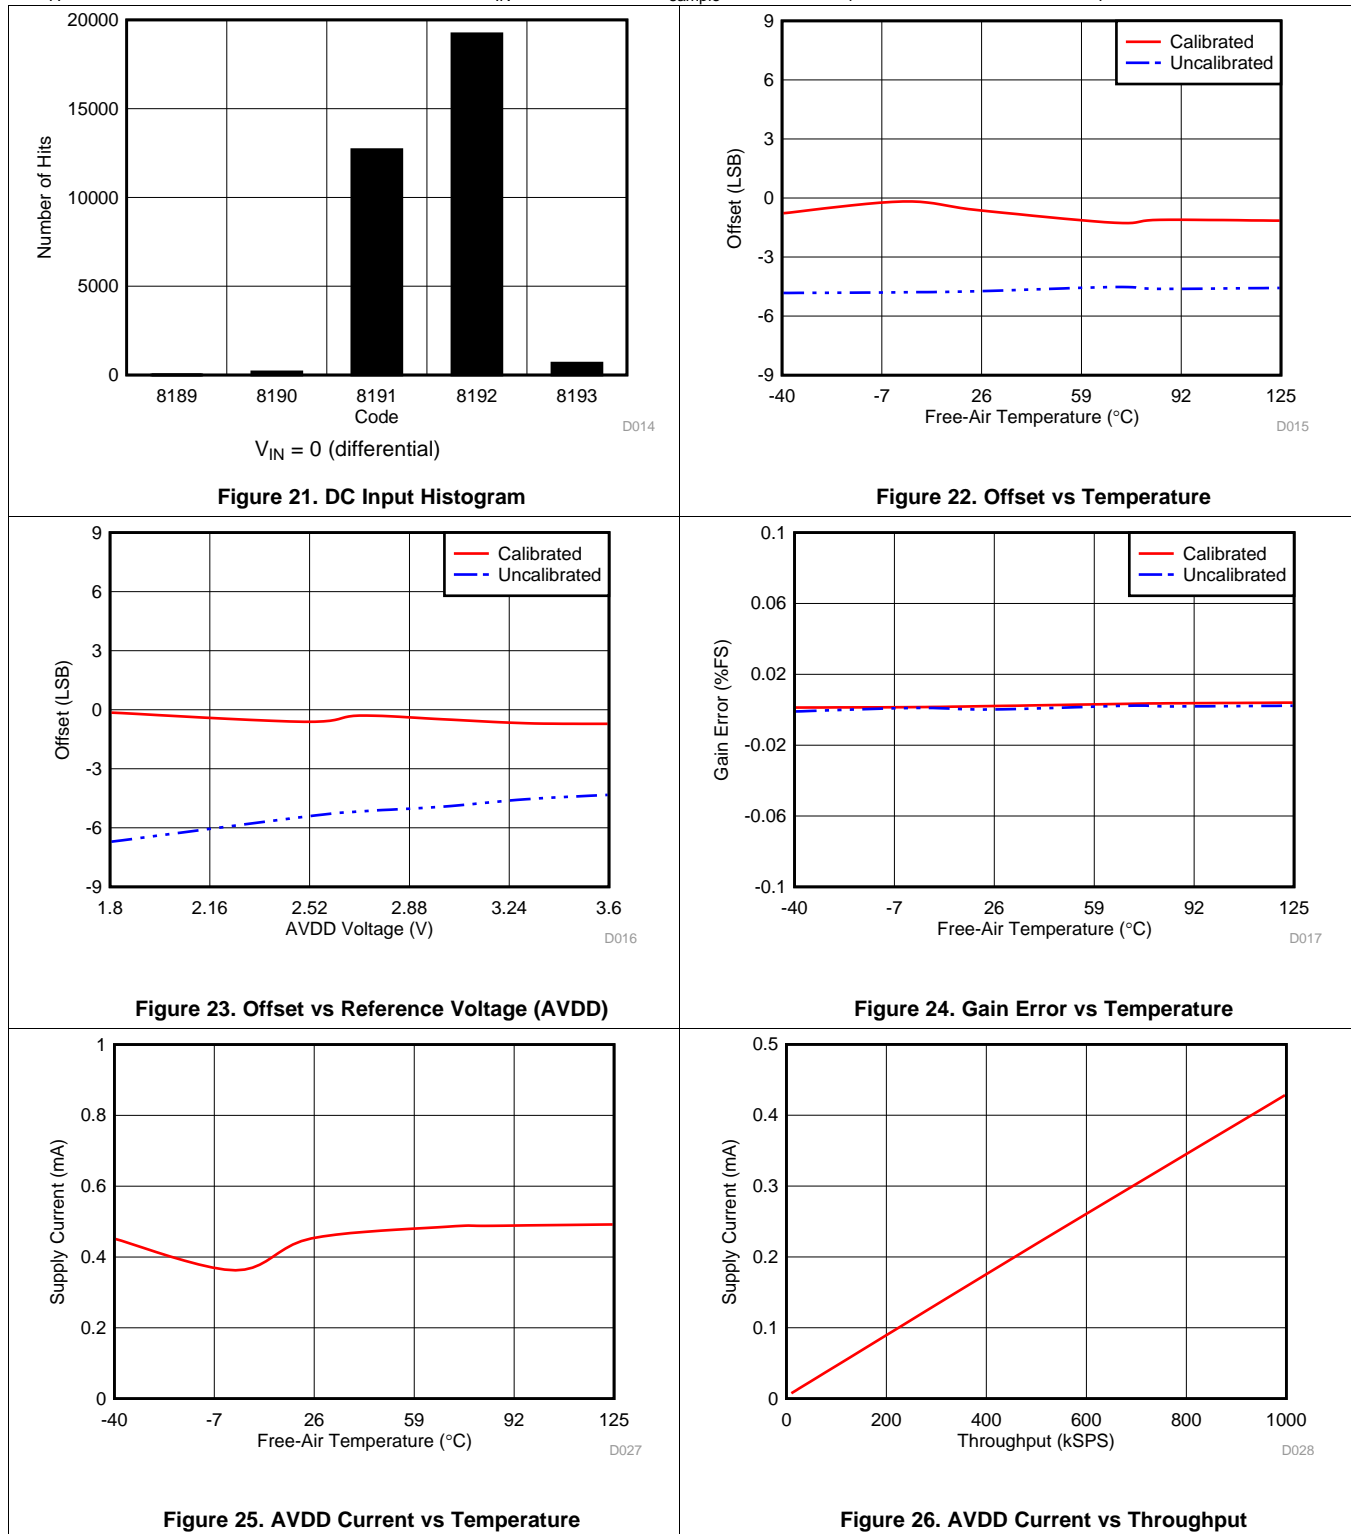 20000
15000
10000
5000
0
Number of Hits
8189 8190 8191 8192 8193
Code
D014
V_IN = 0 (differential)
Figure 21. DC Input Histogram
9
6
3
0
-3
-6
-9
Offset (LSB)
Calibrated
Uncalibrated
-40 -7 26 59 92 125
Free-Air Temperature (°C)
D015
Figure 22. Offset vs Temperature
9
6
3
0
-3
-6
-9
Offset (LSB)
Calibrated
Uncalibrated
1.8 2.16 2.52 2.88 3.24 3.6
AVDD Voltage (V)
D016
Figure 23. Offset vs Reference Voltage (AVDD)
0.1
0.06
0.02
-0.02
-0.06
-0.1
Gain Error (%FS)
Calibrated
Uncalibrated
-40 -7 26 59 92 125
Free-Air Temperature (°C)
D017
Figure 24. Gain Error vs Temperature
1
0.8
0.6
0.4
0.2
0
Supply Current (mA)
-40 -7 26 59 92 125
Free-Air Temperature (°C)
D027
Figure 25. AVDD Current vs Temperature
0.5
0.4
0.3
0.2
0.1
0
Supply Current (mA)
0 200 400 600 800 1000
Throughput (kSPS)
D028
Figure 26. AVDD Current vs Throughput